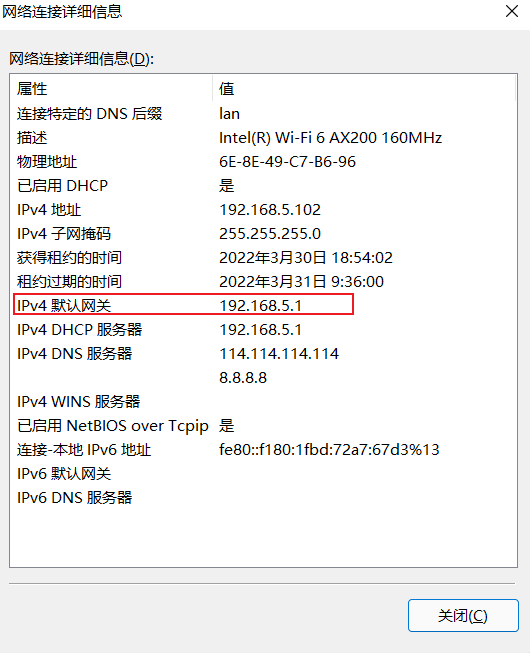 网络连接详细信息
网络连接详细信息(D):
属性 值
连接特定的 DNS 后缀 lan
描述 Intel(R) Wi-Fi 6 AX200 160MHz
物理地址 6E-8E-49-C7-B6-96
已启用 DHCP 是
IPv4 地址 192.168.5.102
IPv4 子网掩码 255.255.255.0
获得租约的时间 2022年3月30日 18:54:02
租约过期的时间 2022年3月31日 9:36:00
IPv4 默认网关 192.168.5.1
IPv4 DHCP 服务器 192.168.5.1
IPv4 DNS 服务器 114.114.114.114
8.8.8.8
IPv4 WINS 服务器
已启用 NetBIOS over Tcpip 是
连接-本地 IPv6 地址 fe80::f180:1fbd:72a7:67d3%13
IPv6 默认网关
IPv6 DNS 服务器
关闭(C)